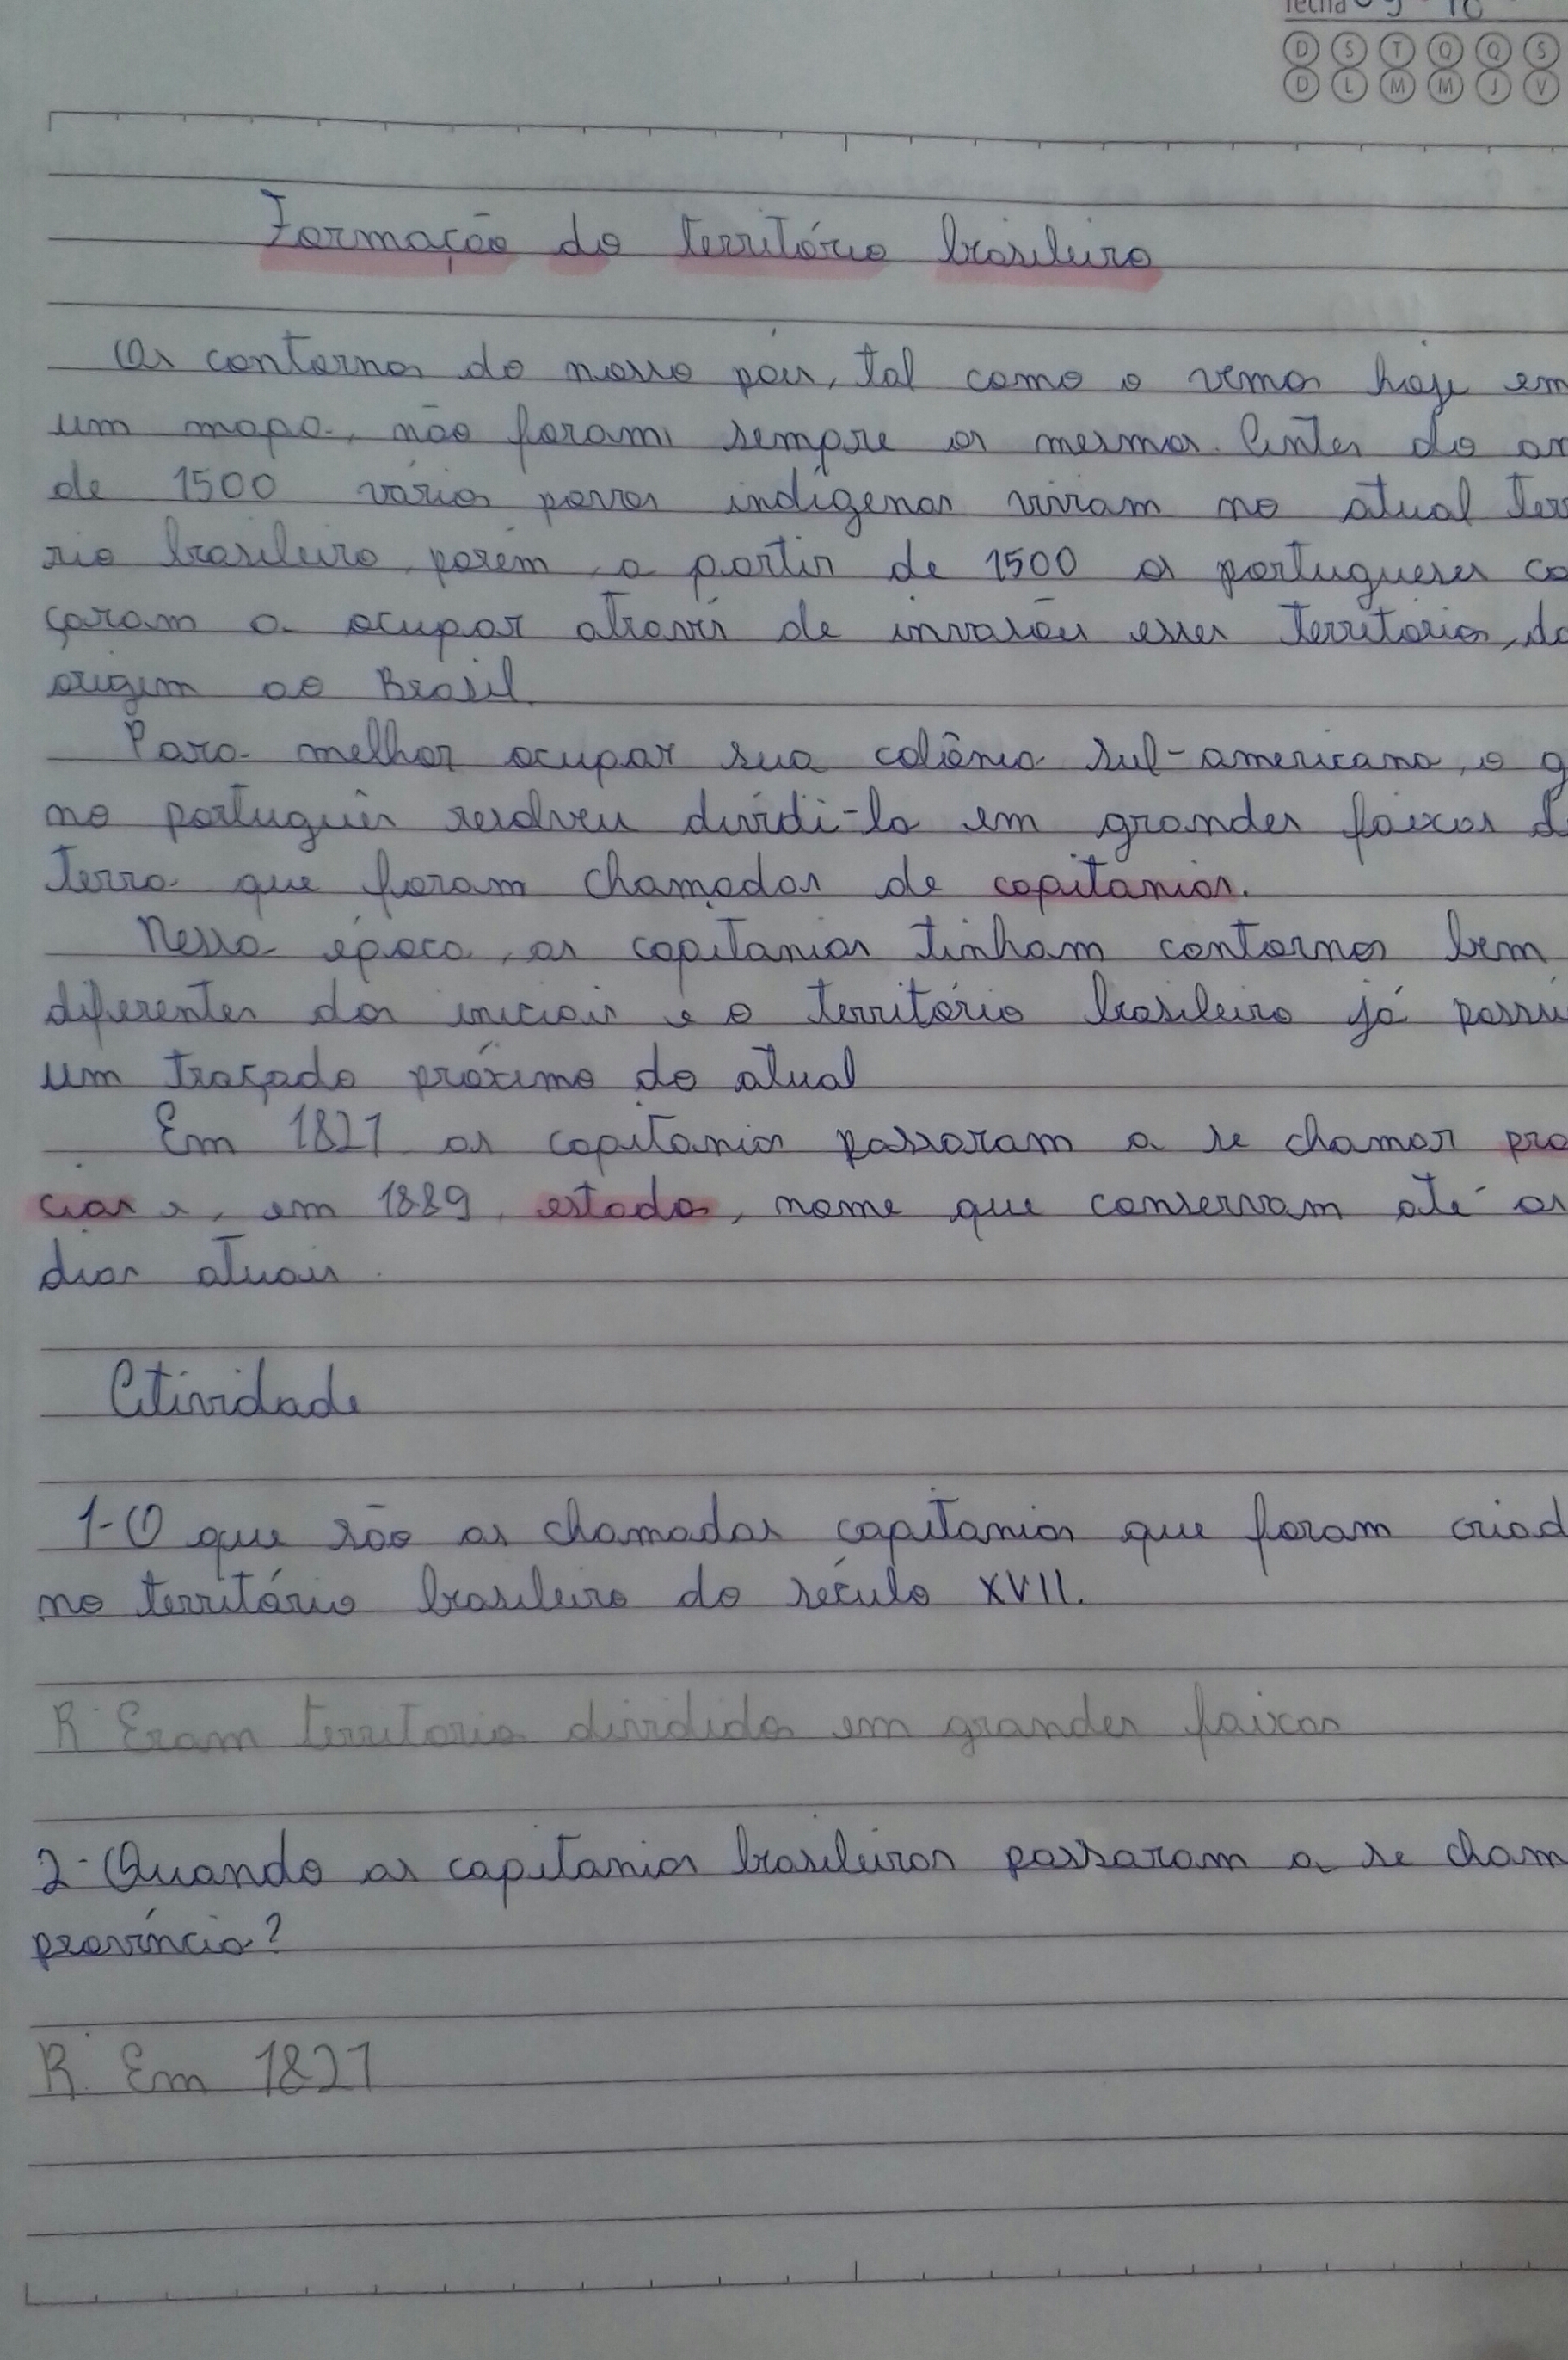 fecha 09 10
D S T Q Q S
D L M M J V
Formação do território brasileiro
Os contornos do nosso país, tal como o vemos hoje em
um mapa, não foram sempre os mesmos. Antes do an
de 1500 vários povos indígenas viviam no atual terr
rio brasileiro, porém, a partir de 1500 os portugueses co
çaram a ocupar através de invasões esses territórios, da
origem ao Brasil.
Para melhor ocupar sua colônia sul-americana, o g
no português resolveu dividi-la em grandes faixas de
terra que foram chamadas de capitanias.
Nessa época, as capitanias tinham contornos bem
diferentes dos iniciais e o território brasileiro já possui
um traçado próximo do atual
Em 1821 as capitanias passaram a se chamar pro
cias e, em 1889, estados, nome que conservam até os
dias atuais.
Atividade
1-O que são as chamadas capitanias que foram criad
no território brasileiro do século XVII.
R. Eram territorios divididos em grandes faixas
2-Quando as capitanias brasileiras passaram a se cham
província?
R. Em 1821